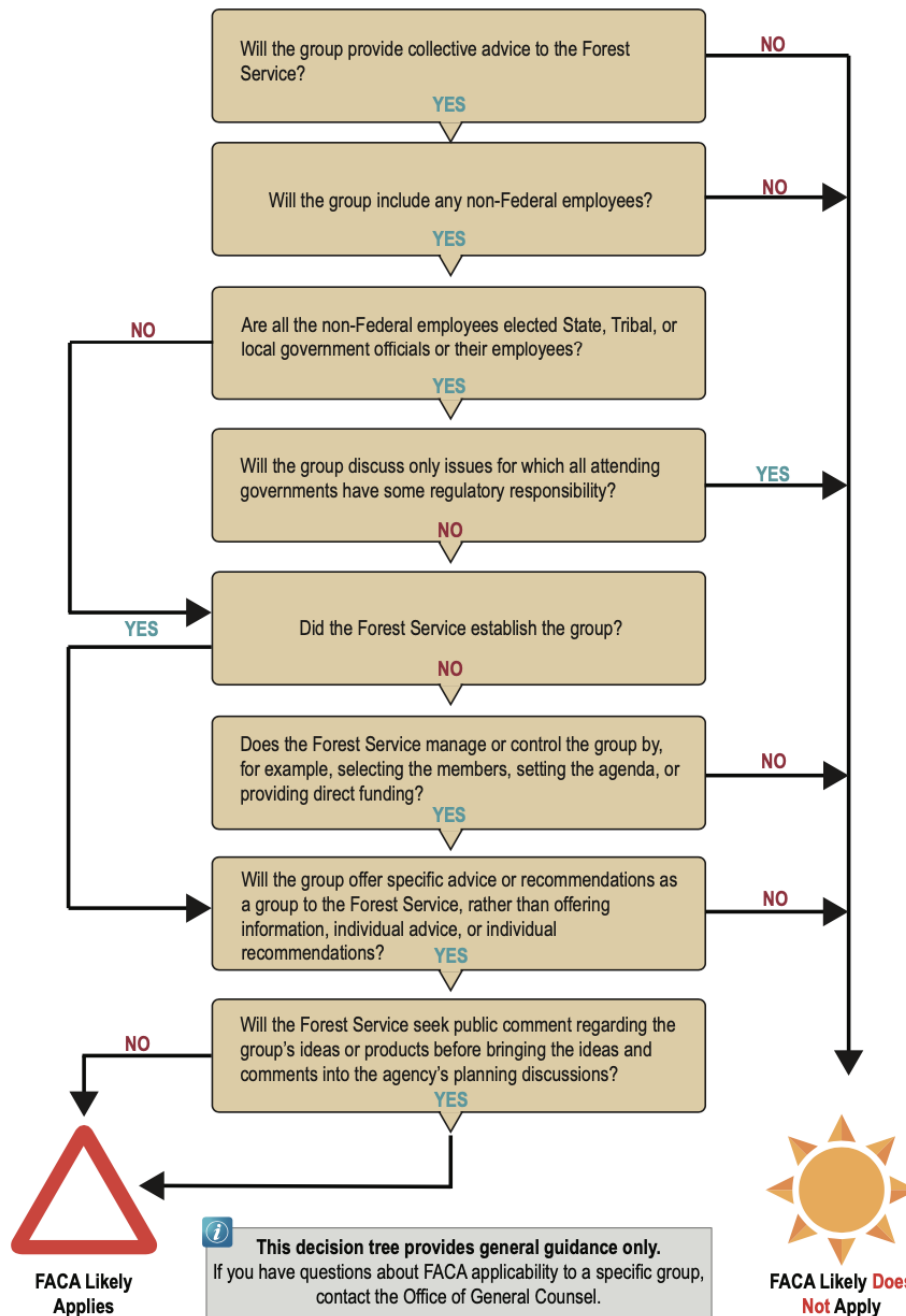 Will the group provide collective advice to the Forest
Service?
NO
YES
Will the group include any non-Federal employees?
NO
YES
Are all the non-Federal employees elected State, Tribal, or
local government officials or their employees?
NO
YES
Will the group discuss only issues for which all attending
governments have some regulatory responsibility?
YES
NO
Did the Forest Service establish the group?
YES
NO
Does the Forest Service manage or control the group by,
for example, selecting the members, setting the agenda, or
providing direct funding?
NO
YES
Will the group offer specific advice or recommendations as
a group to the Forest Service, rather than offering
information, individual advice, or individual
recommendations?
NO
YES
Will the Forest Service seek public comment regarding the
group's ideas or products before bringing the ideas and
comments into the agency's planning discussions?
NO
YES
FACA Likely
Applies
i
This decision tree provides general guidance only.
If you have questions about FACA applicability to a specific group,
contact the Office of General Counsel.
FACA Likely Does
Not Apply